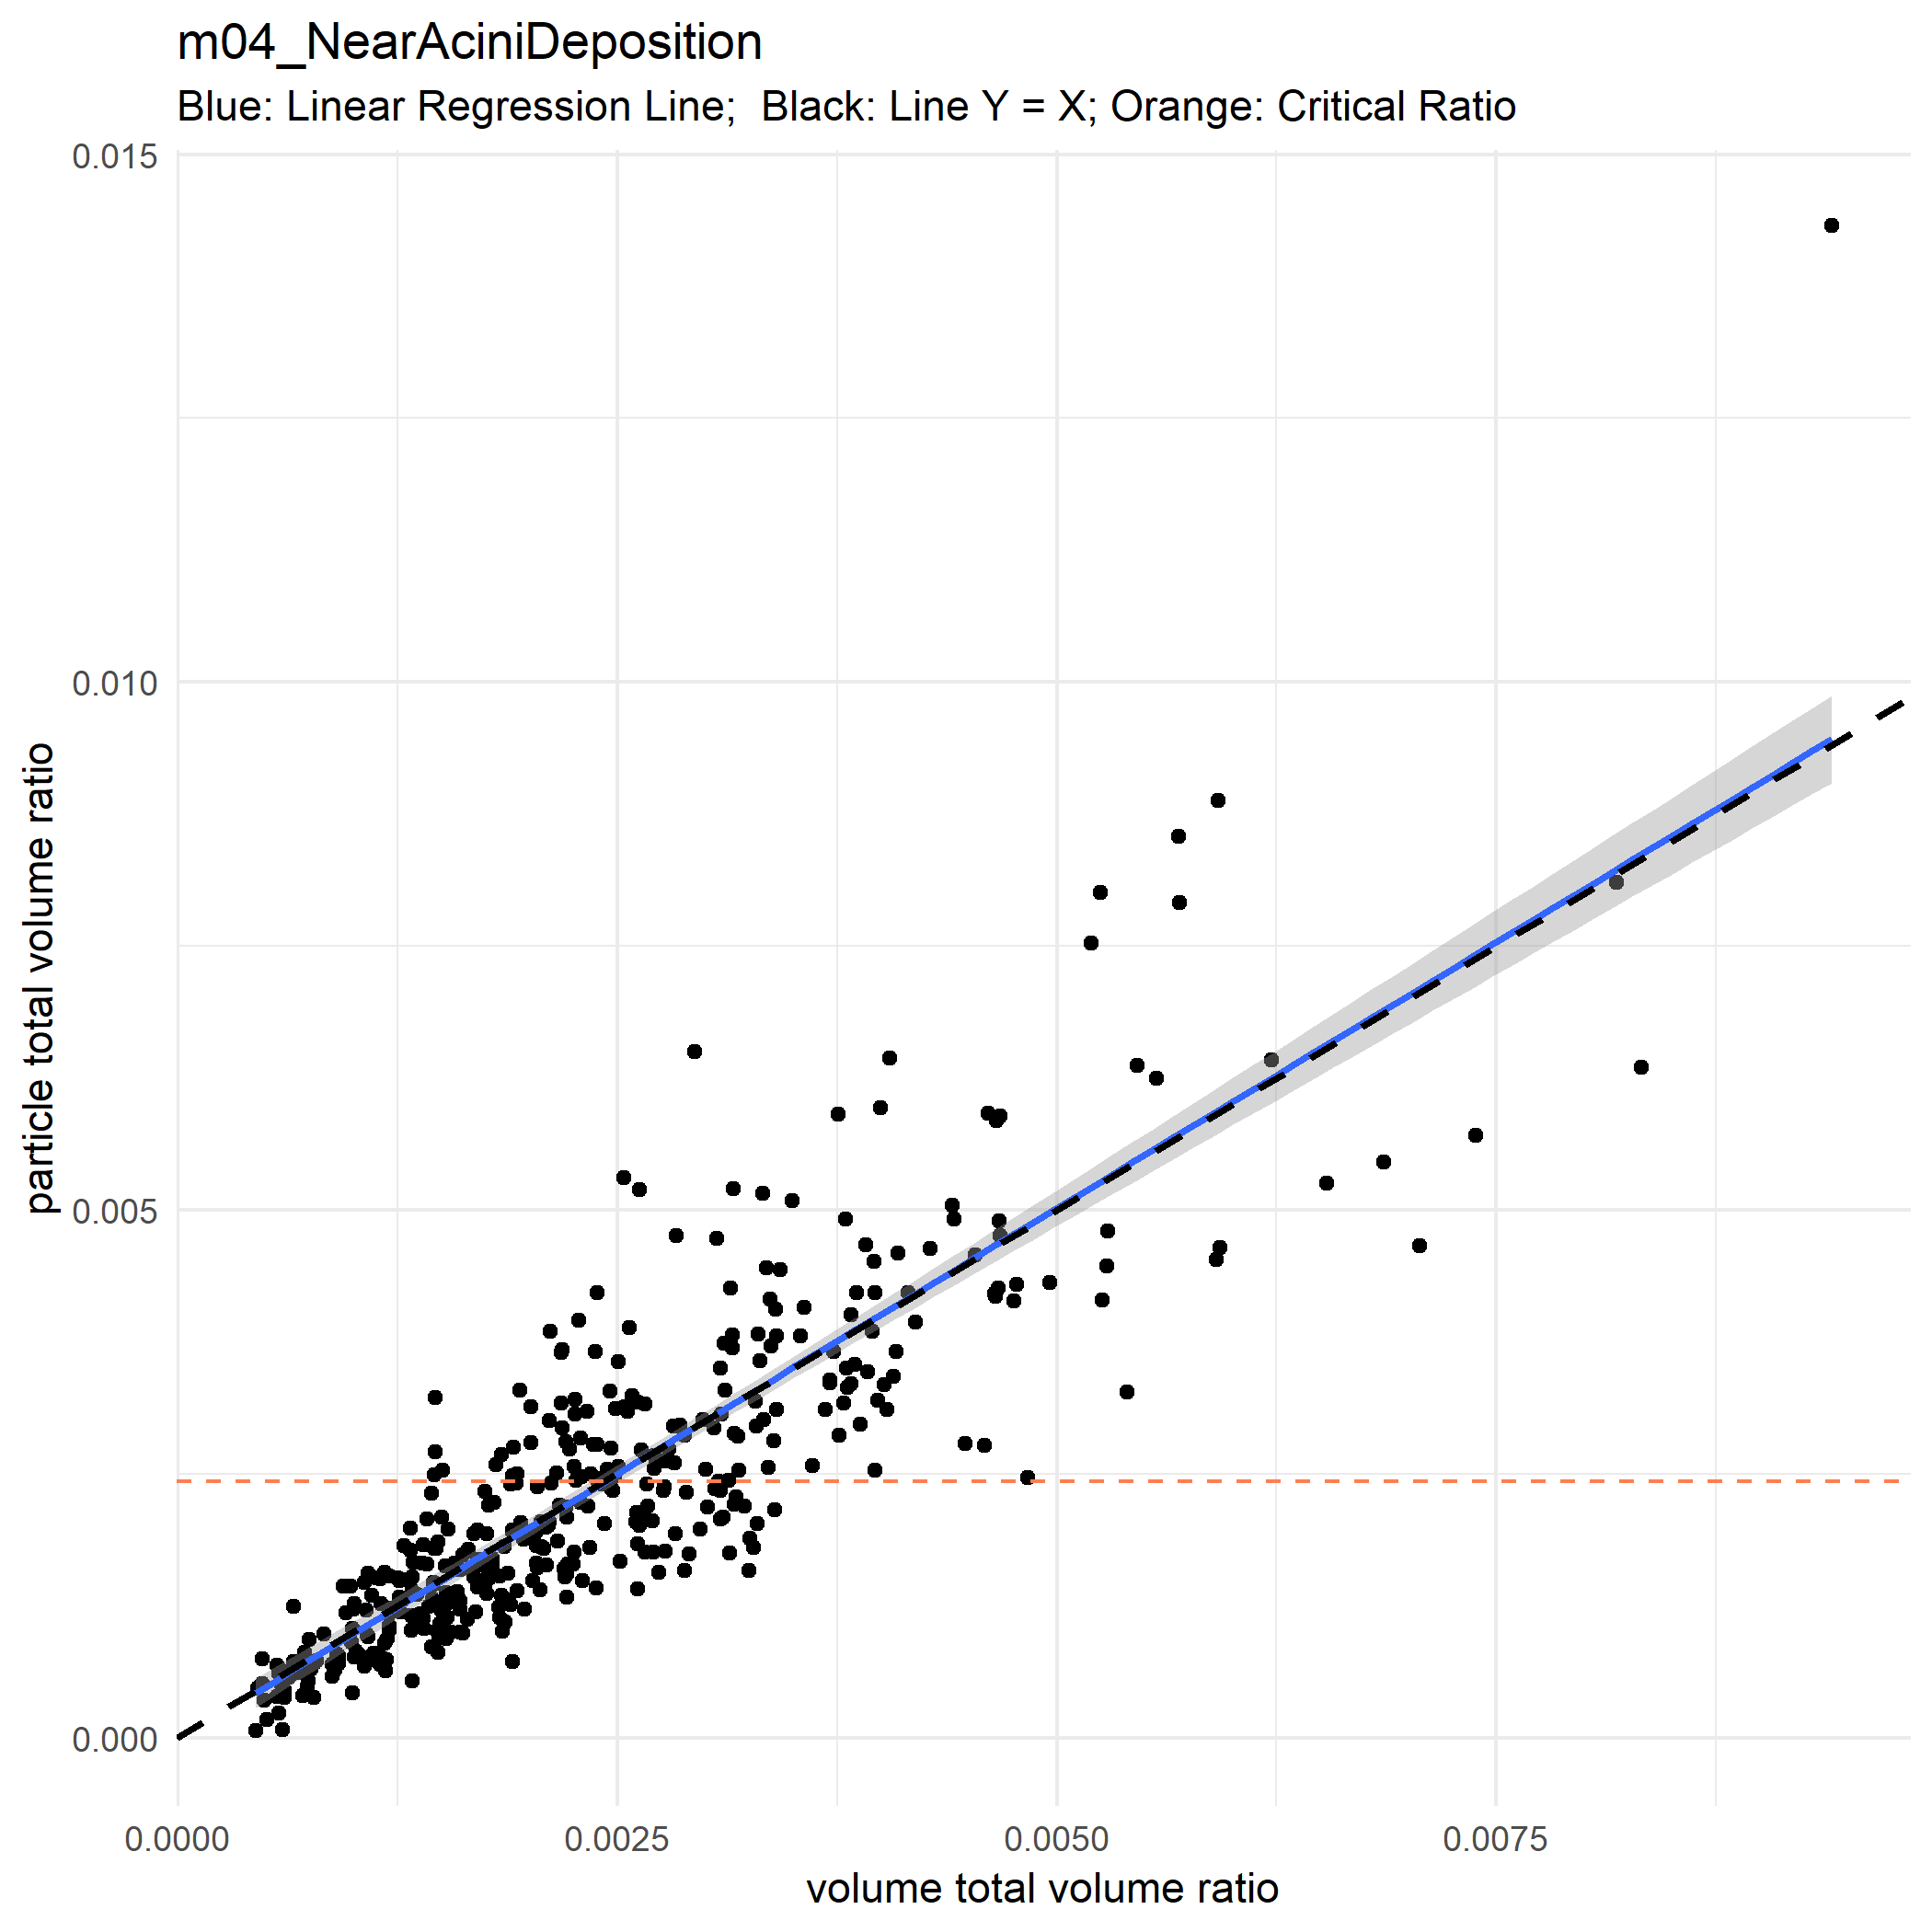 m04_NearAciniDeposition
Blue: Linear Regression Line;  Black: Line Y = X; Orange: Critical Ratio
0.015
0.010
0.005
0.000
particle total volume ratio
0.0000 0.0025 0.0050 0.0075
volume total volume ratio